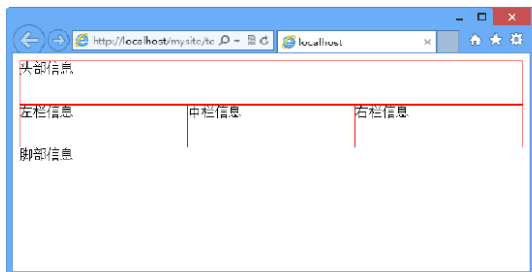 http://localhost/mysite/te
localhost
头部信息
左栏信息 中栏信息 右栏信息
脚部信息